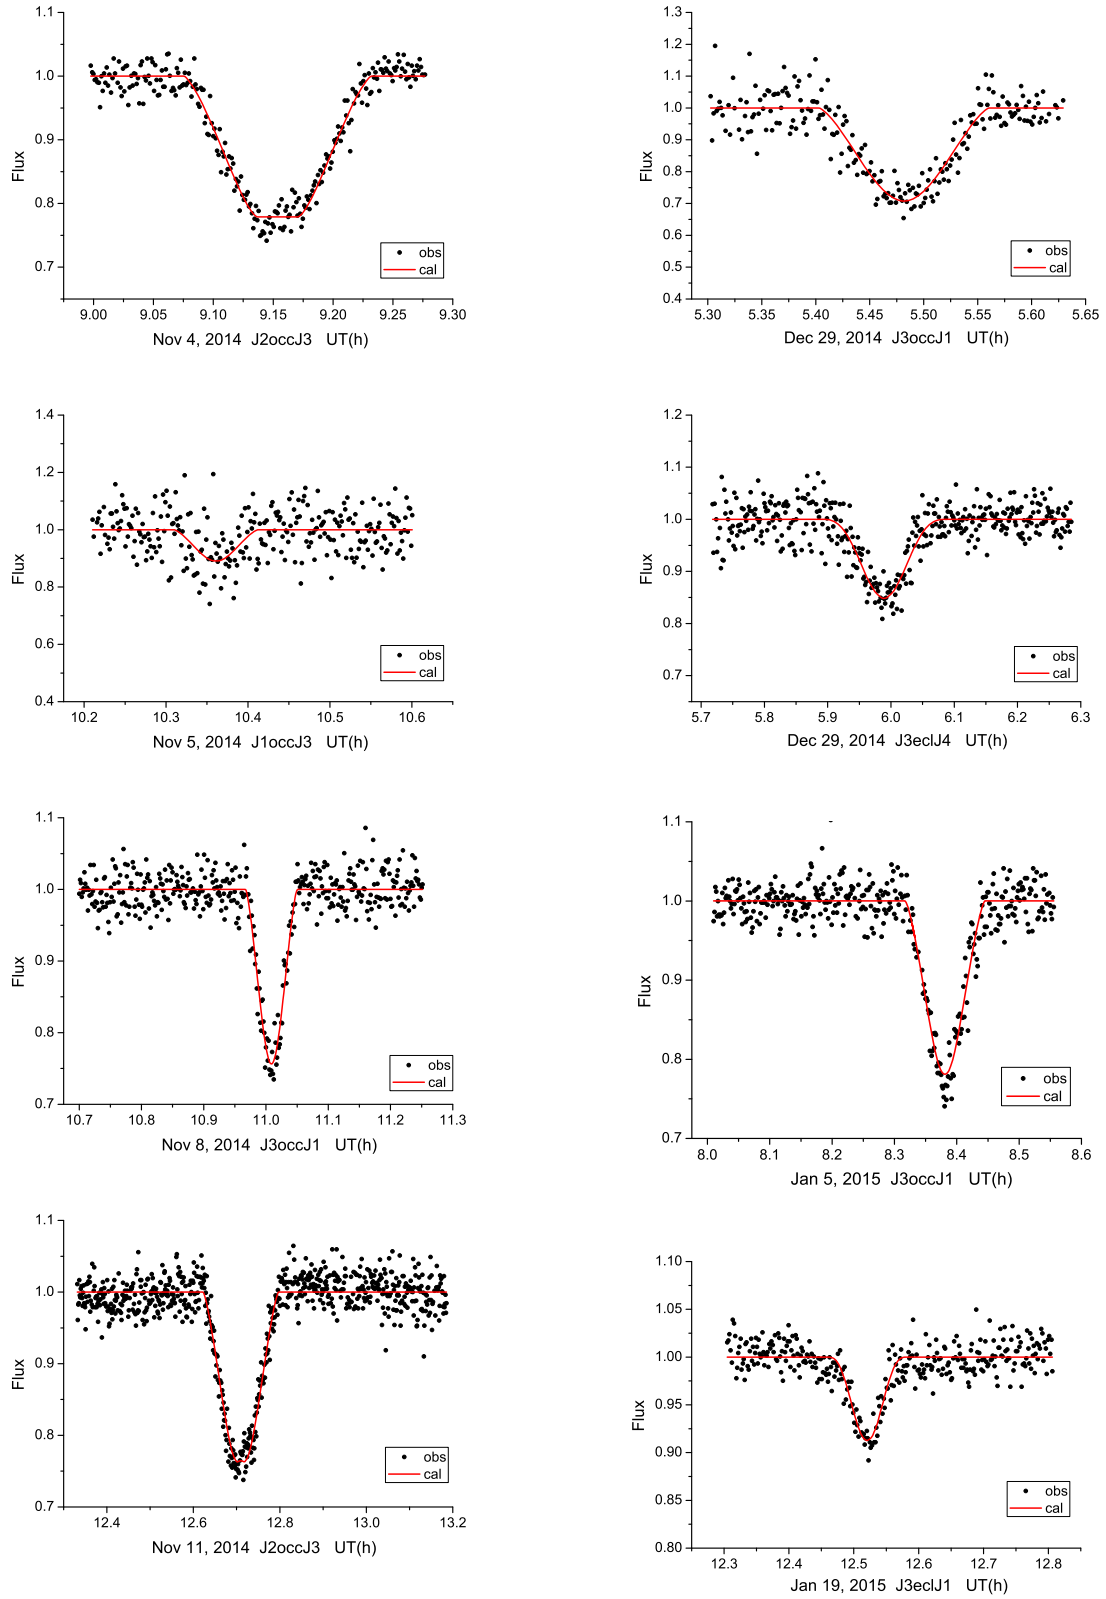 1.1
1.0
0.9
0.8
0.7
Flux
obs
cal
9.00 9.05 9.10 9.15 9.20 9.25 9.30
Nov 4, 2014 J2occJ3 UT(h)
1.3
1.2
1.1
1.0
0.9
0.8
0.7
0.6
0.5
0.4
Flux
obs
cal
5.30 5.35 5.40 5.45 5.50 5.55 5.60 5.65
Dec 29, 2014 J3occJ1 UT(h)
1.4
1.2
1.0
0.8
0.6
0.4
Flux
obs
cal
10.2 10.3 10.4 10.5 10.6
Nov 5, 2014 J1occJ3 UT(h)
1.2
1.1
1.0
0.9
0.8
0.7
Flux
obs
cal
5.7 5.8 5.9 6.0 6.1 6.2 6.3
Dec 29, 2014 J3eclJ4 UT(h)
1.1
1.0
0.9
0.8
0.7
Flux
obs
cal
10.7 10.8 10.9 11.0 11.1 11.2 11.3
Nov 8, 2014 J3occJ1 UT(h)
1.1
1.0
0.9
0.8
0.7
Flux
obs
cal
8.0 8.1 8.2 8.3 8.4 8.5 8.6
Jan 5, 2015 J3occJ1 UT(h)
1.1
1.0
0.9
0.8
0.7
Flux
obs
cal
12.4 12.6 12.8 13.0 13.2
Nov 11, 2014 J2occJ3 UT(h)
1.10
1.05
1.00
0.95
0.90
0.85
0.80
Flux
obs
cal
12.3 12.4 12.5 12.6 12.7 12.8
Jan 19, 2015 J3eclJ1 UT(h)